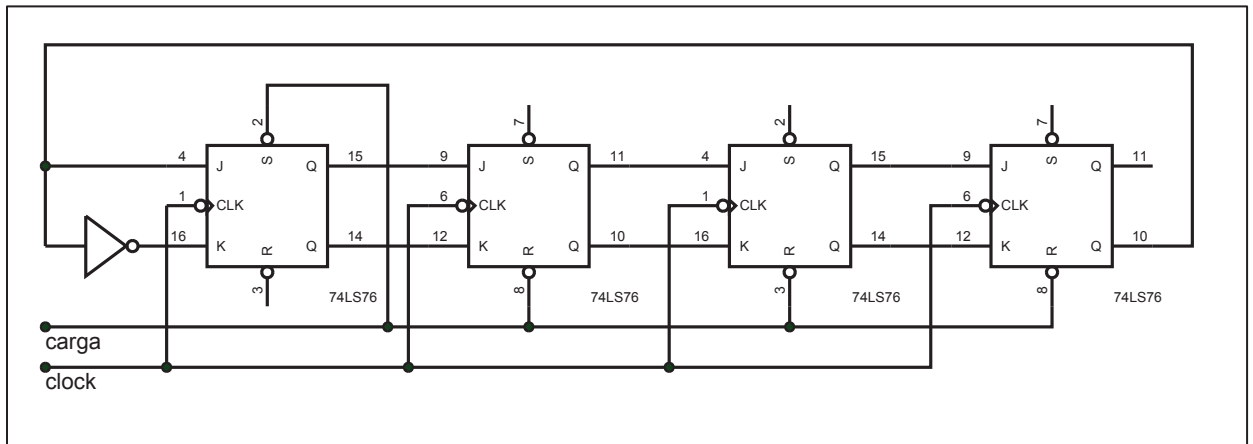 2 7 2 7
S S S S
4 J Q 15 9 J Q 11 4 J Q 15 9 J Q 11
1 CLK 6 CLK 1 CLK 6 CLK
16 K Q 14 12 K Q 10 16 K Q 14 12 K Q 10
R R R R
3 8 3 8
74LS76 74LS76 74LS76 74LS76
carga
clock